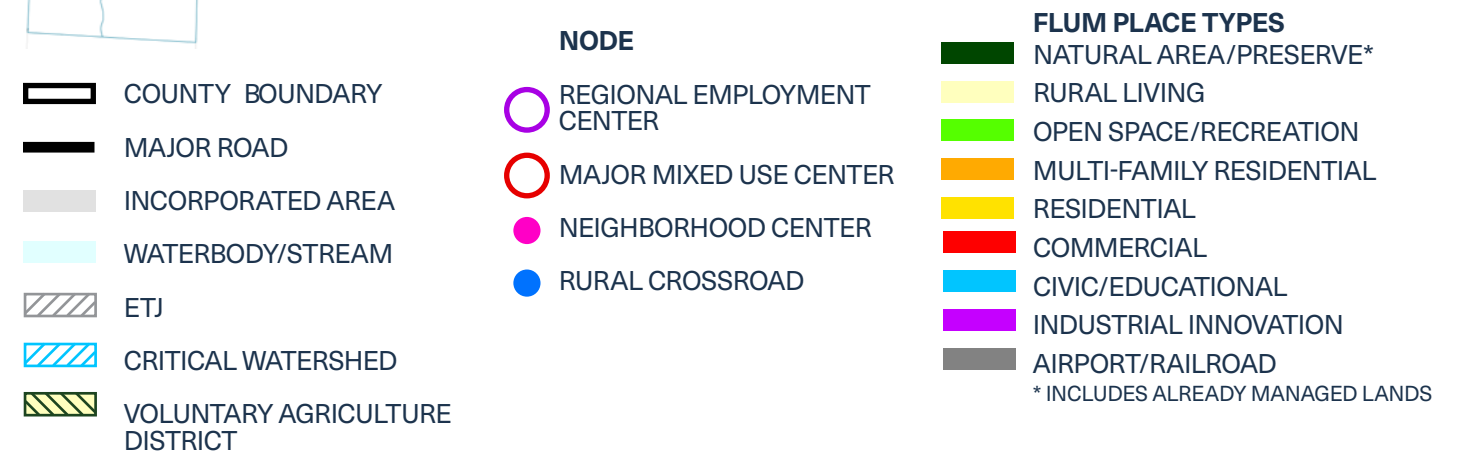 COUNTY BOUNDARY
MAJOR ROAD
INCORPORATED AREA
WATERBODY/STREAM
ETJ
CRITICAL WATERSHED
VOLUNTARY AGRICULTURE
DISTRICT
NODE
REGIONAL EMPLOYMENT
CENTER
MAJOR MIXED USE CENTER
NEIGHBORHOOD CENTER
RURAL CROSSROAD
FLUM PLACE TYPES
NATURAL AREA/PRESERVE*
RURAL LIVING
OPEN SPACE/RECREATION
MULTI-FAMILY RESIDENTIAL
RESIDENTIAL
COMMERCIAL
CIVIC/EDUCATIONAL
INDUSTRIAL INNOVATION
AIRPORT/RAILROAD
* INCLUDES ALREADY MANAGED LANDS